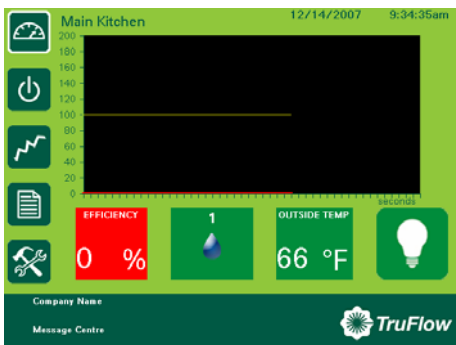 Main Kitchen 12/14/2007 9:34:35am
200
180
160
140
120
100
80
60
40
20
0
seconds
EFFICIENCY 1 OUTSIDE TEMP
0 % 66 °F
Company Name
Message Centre
TruFlow